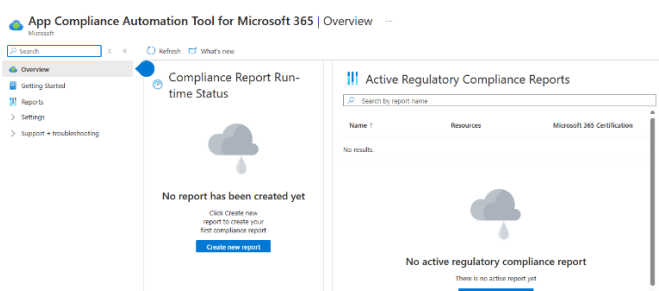 App Compliance Automation Tool for Microsoft 365 | Overview ...
Microsoft
Search
Refresh What's new
Overview
Getting Started
Reports
Settings
Support + troubleshooting
Compliance Report Run-
time Status
No report has been created yet
Click Create new
report to create your
first compliance report
Create new report
Active Regulatory Compliance Reports
Search by report name
Name ↑ Resources Microsoft 365 Certification
No results.
No active regulatory compliance report
There is no active report yet